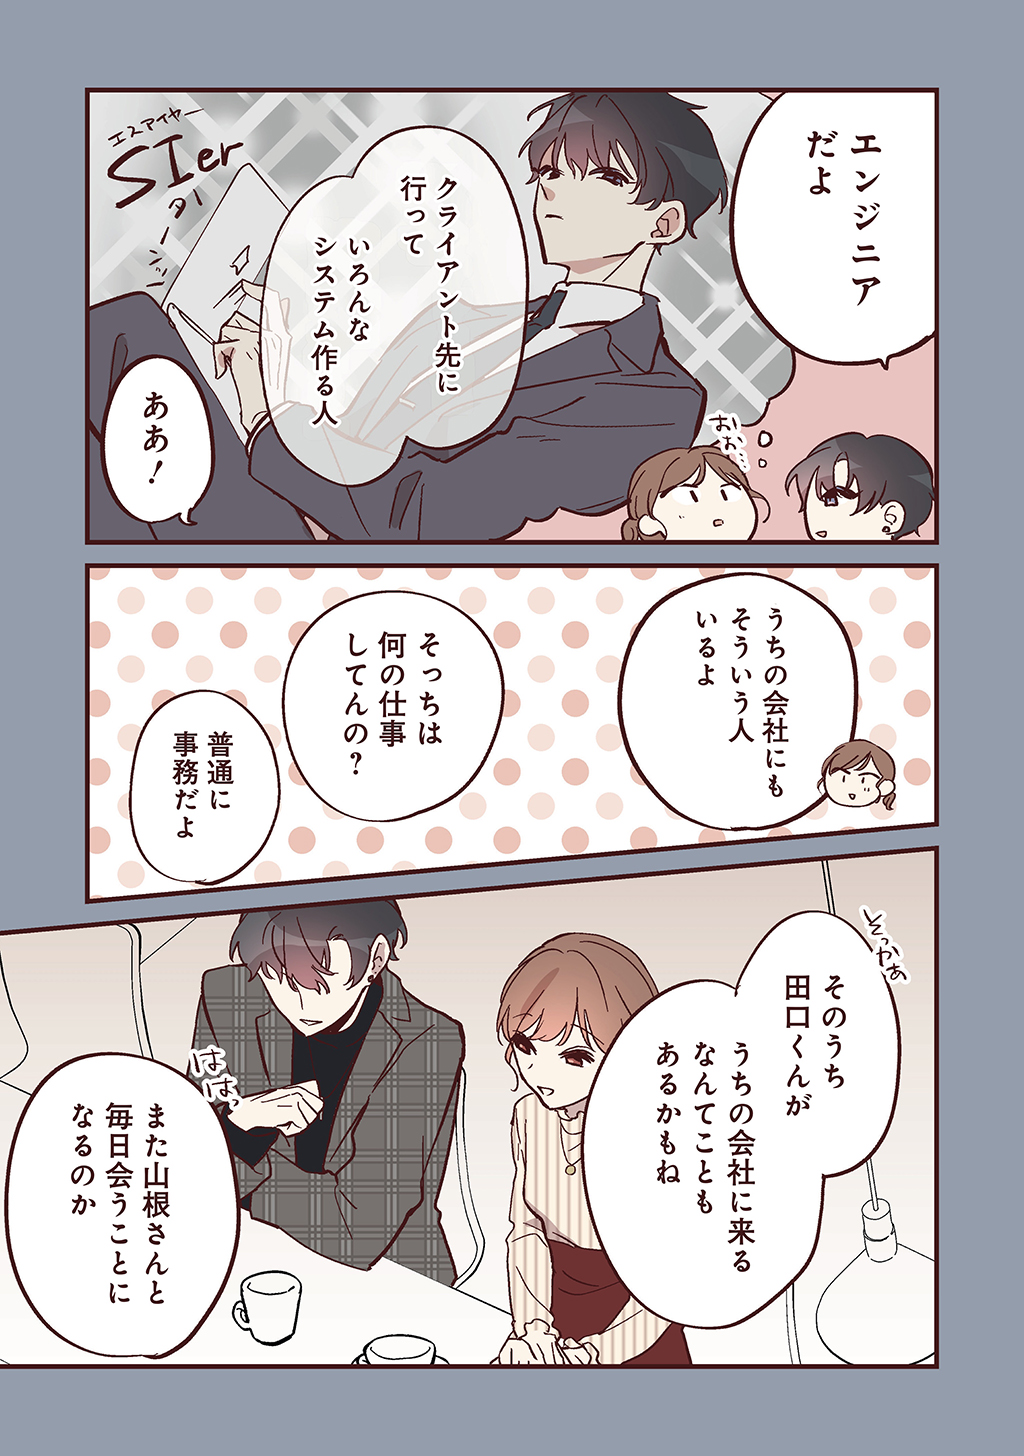 エンジニア
だよ
クライアント先に
行って
いろんな
システム作る人
エスアイヤー
SIer
ターンッ
おぉ…
ああ！
うちの会社にも
そういう人
いるよ
そっちは
何の仕事
してんの？
普通に
事務だよ
そっかぁ
そのうち
田口くんが
うちの会社に来る
なんてことも
あるかもね
ははっ
また山根さんと
毎日会うことに
なるのか